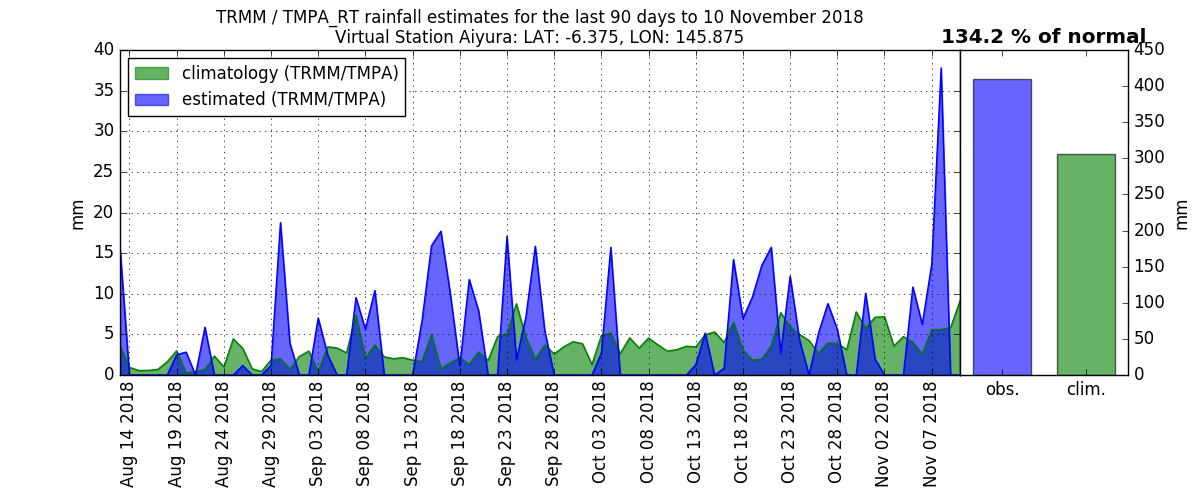 TRMM / TMPA_RT rainfall estimates for the last 90 days to 10 November 2018
Virtual Station Aiyura: LAT: -6.375, LON: 145.875
134.2 % of normal
climatology (TRMM/TMPA)
estimated (TRMM/TMPA)
mm
40
35
30
25
20
15
10
5
0
Aug 14 2018
Aug 19 2018
Aug 24 2018
Aug 29 2018
Sep 03 2018
Sep 08 2018
Sep 13 2018
Sep 18 2018
Sep 23 2018
Sep 28 2018
Oct 03 2018
Oct 08 2018
Oct 13 2018
Oct 18 2018
Oct 23 2018
Oct 28 2018
Nov 02 2018
Nov 07 2018
obs.
clim.
450
400
350
300
250
200
150
100
50
0
mm